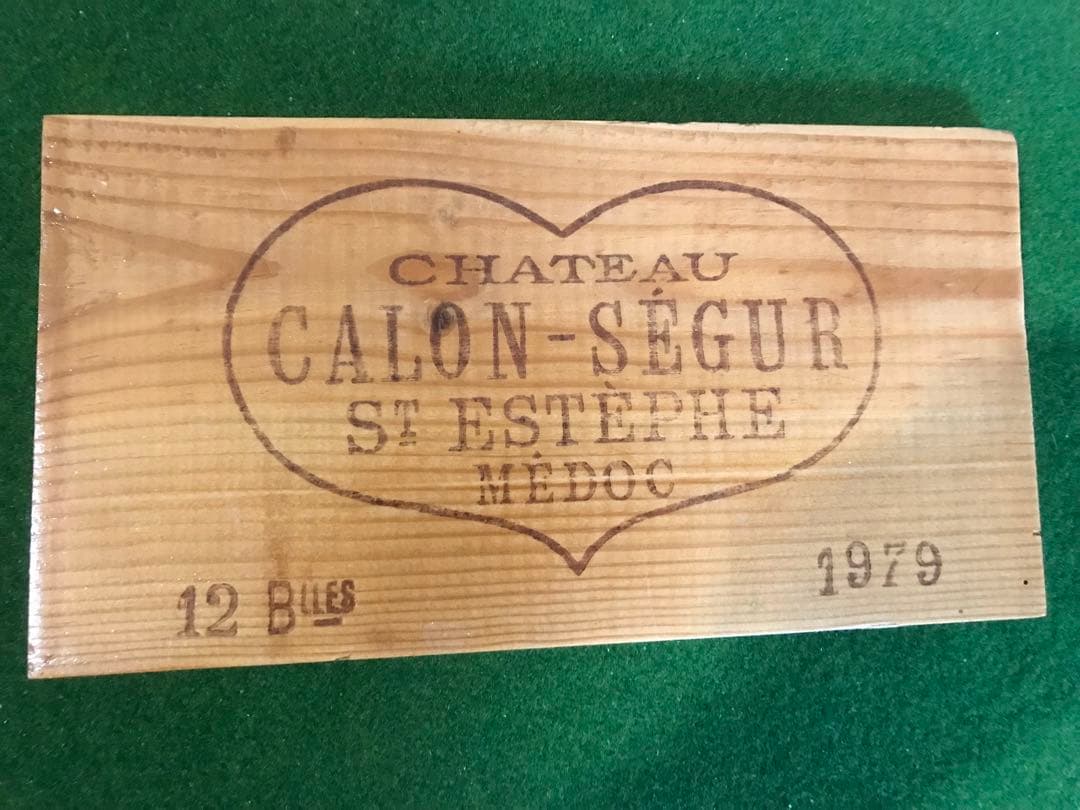 CHATEAU
CALON-SÉGUR
ST ESTÈPHE
MÉDOC
12 BLLES
1979